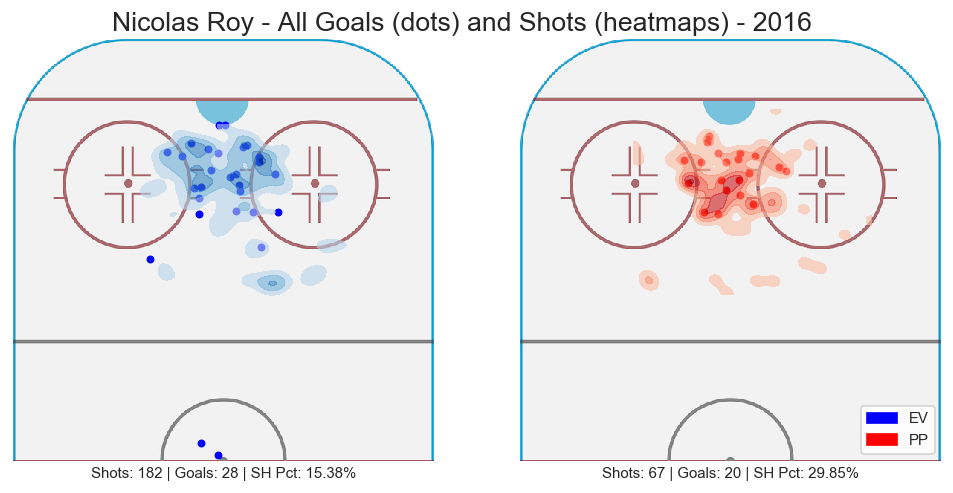 Nicolas Roy - All Goals (dots) and Shots (heatmaps) - 2016
EV
PP
Shots: 182 | Goals: 28 | SH Pct: 15.38%
Shots: 67 | Goals: 20 | SH Pct: 29.85%